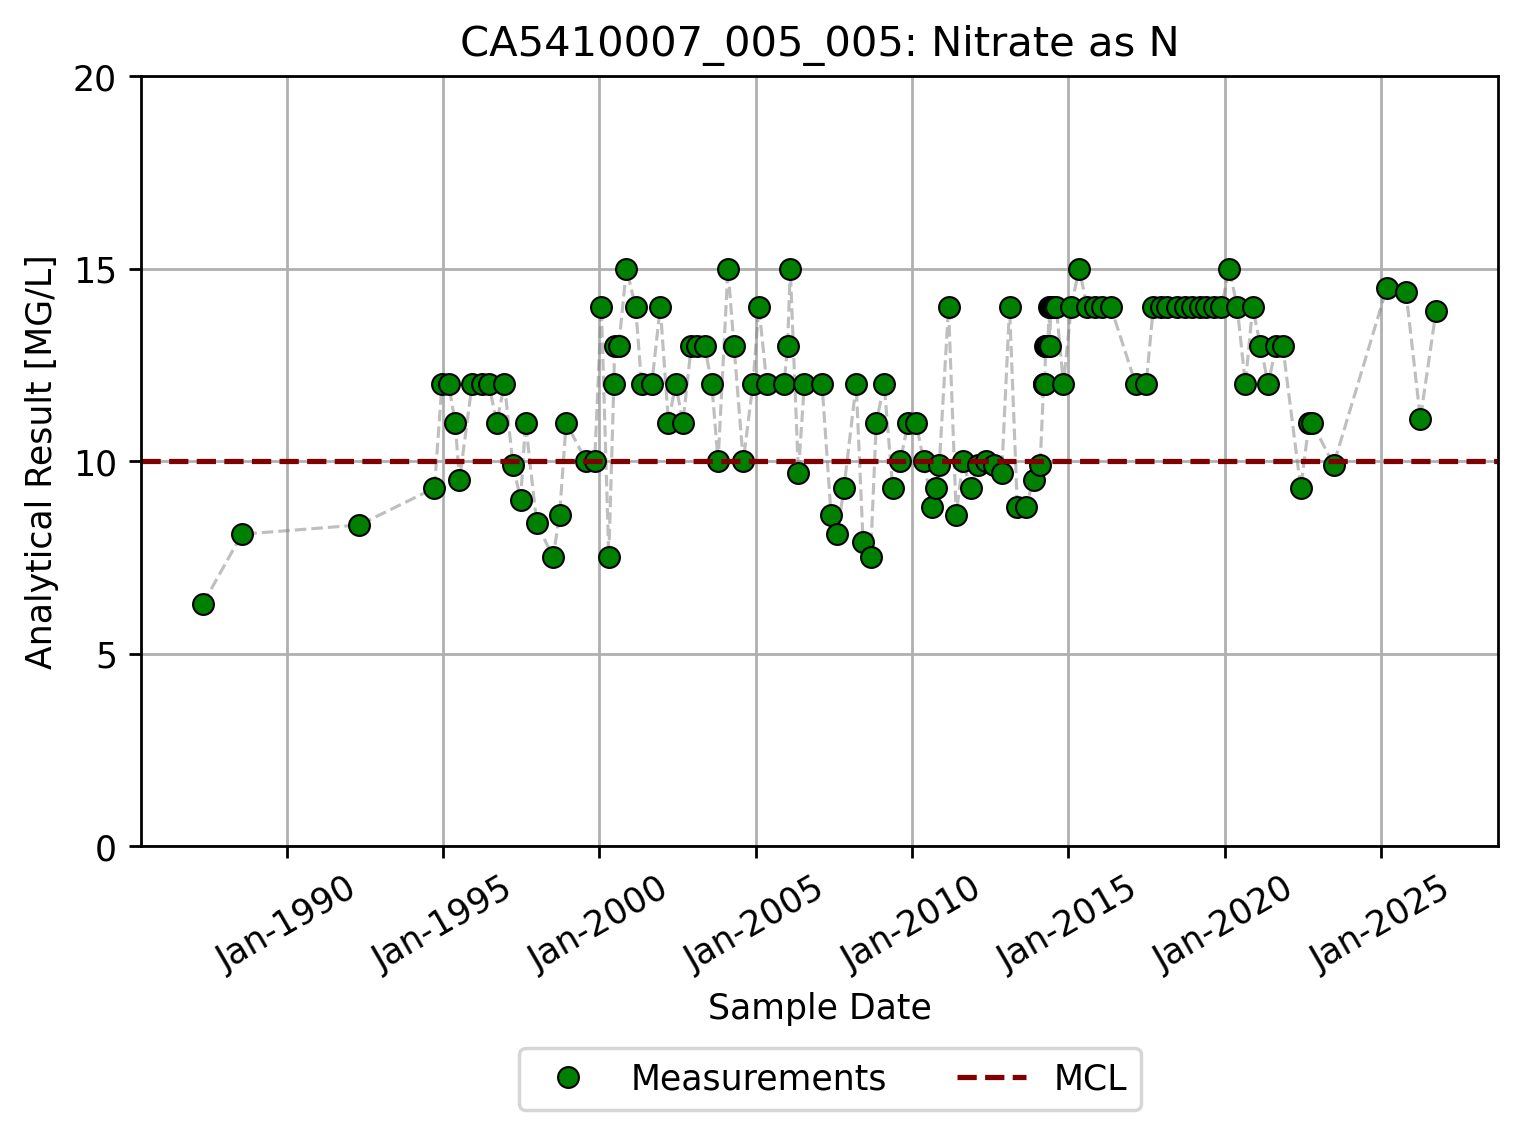 CA5410007_005_005: Nitrate as N
20
15
10
5
0
Analytical Result [MG/L]
Jan-1990
Jan-1995
Jan-2000
Jan-2005
Jan-2010
Jan-2015
Jan-2020
Jan-2025
Sample Date
Measurements
MCL